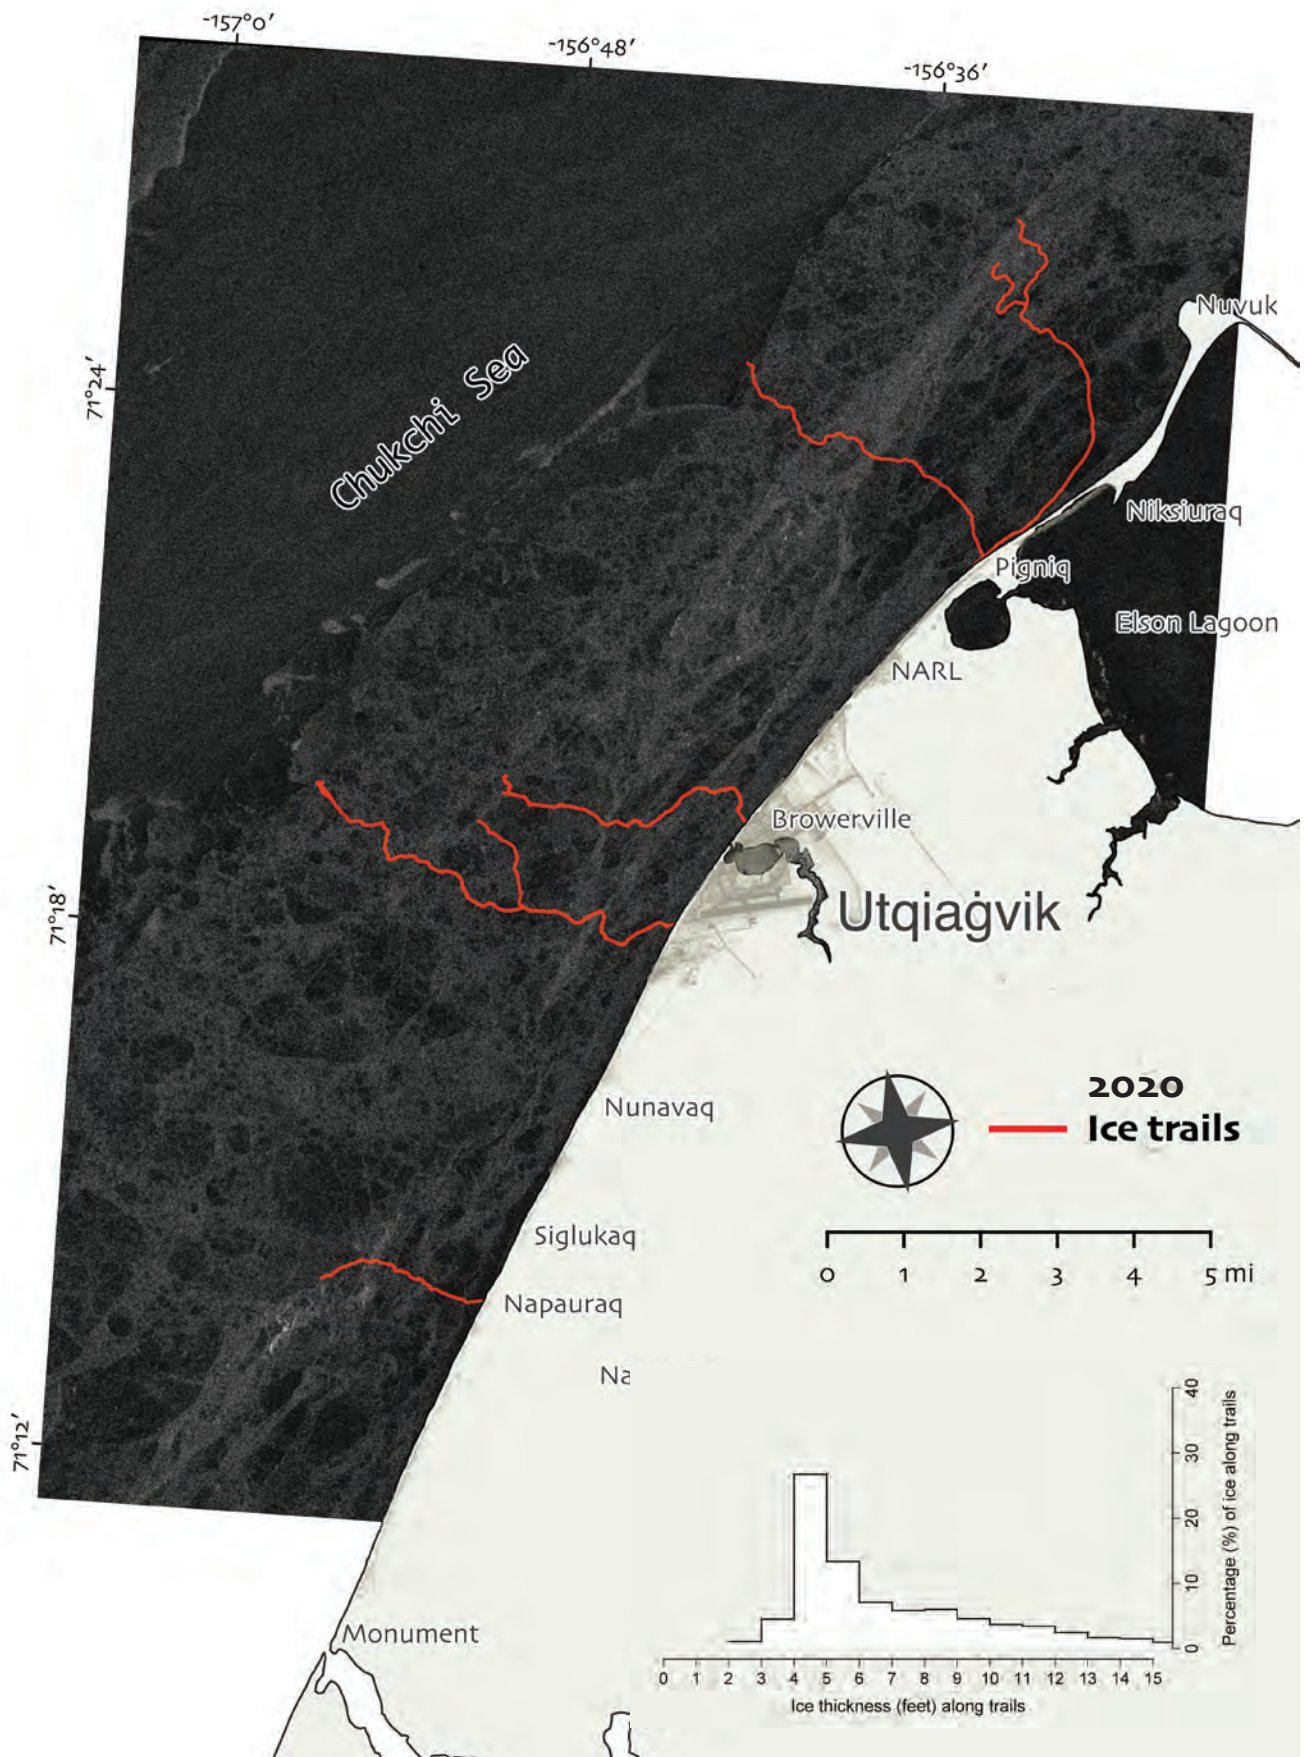 -157°0′
-156°48′
-156°36′
71°24′
71°18′
71°12′
Chukchi Sea
Nuvuk
Niksiuraq
Pigniq
Elson Lagoon
NARL
Browerville
Utqiaġvik
Nunavaq
2020
Ice trails
Siglukaq
0 1 2 3 4 5 mi
Napauraq
Na
Monument
40
30
20
10
0
Percentage (%) of ice along trails
0 1 2 3 4 5 6 7 8 9 10 11 12 13 14 15
Ice thickness (feet) along trails